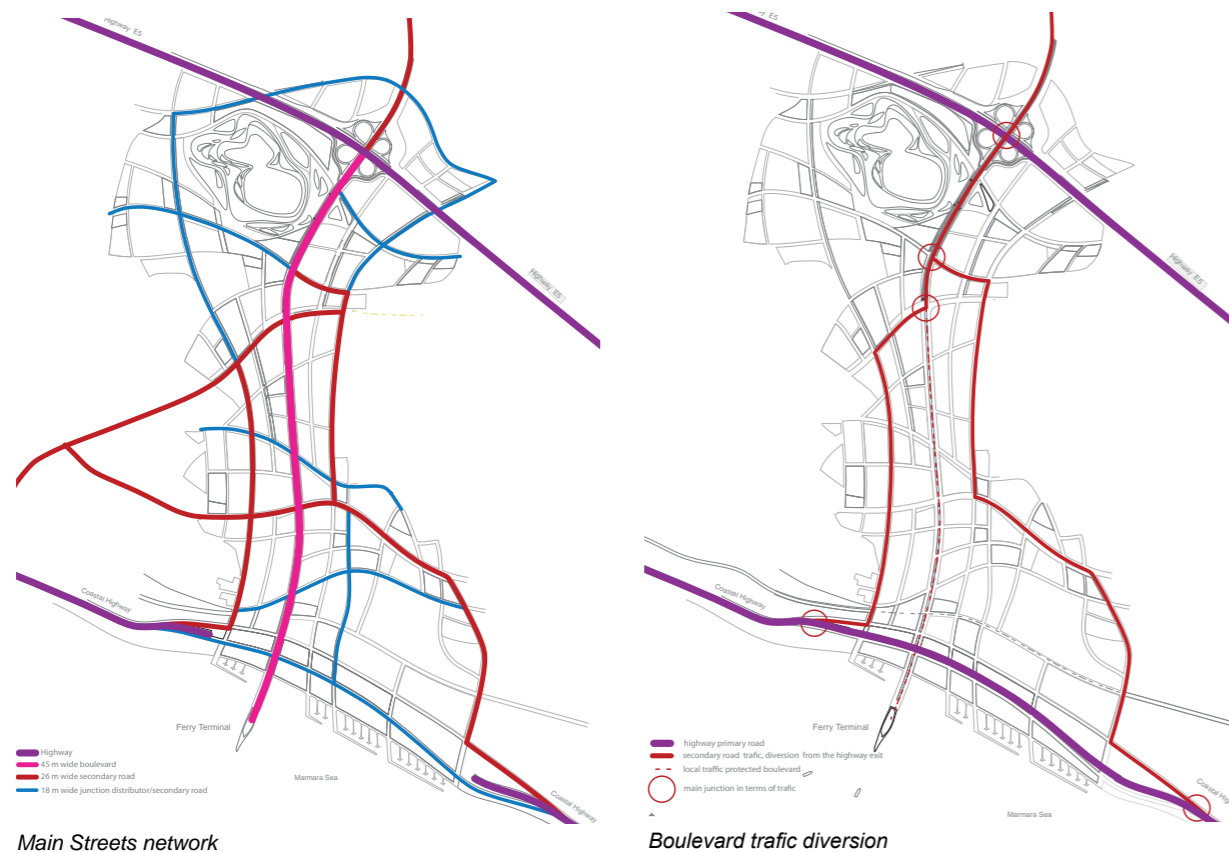 Highway E5
Highway E5
Coastal Highway
Ferry Terminal
Marmara Sea
Coastal Highway
Highway
45 m wide boulevard
26 m wide secondary road
18 m wide junction distributor/secondary road
Main Streets network
Highway E5
Highway E5
Coastal Highway
Ferry Terminal
Marmara Sea
Coastal Highway
highway primary road
secondary road trafic, diversion from the highway exit
local traffic protected boulevard
main junction in terms of trafic
Boulevard trafic diversion